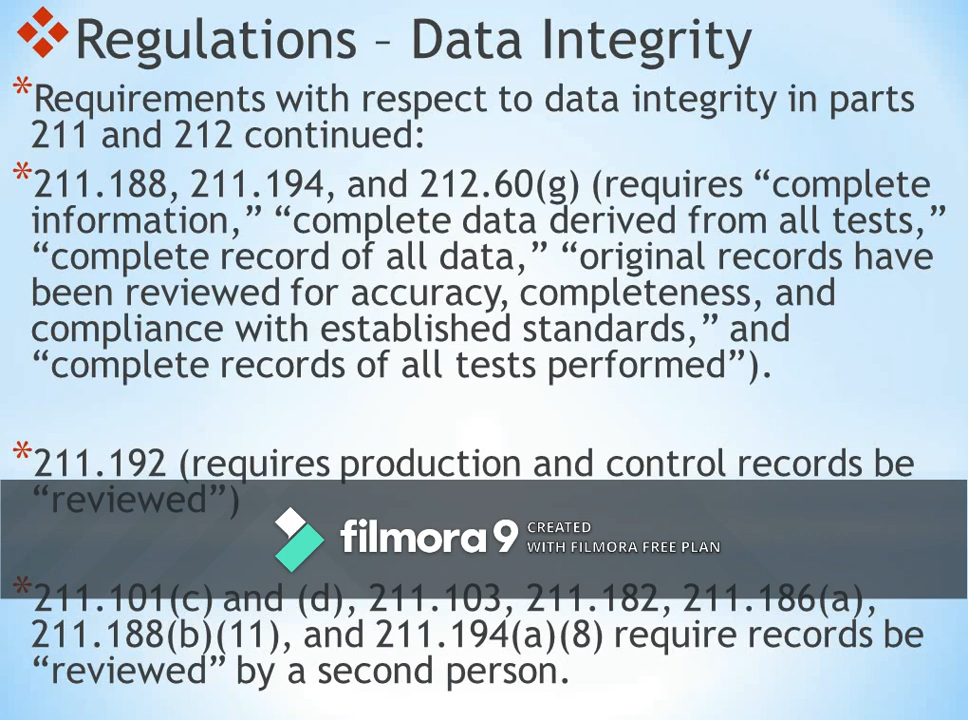 Regulations – Data Integrity
*Requirements with respect to data integrity in parts
211 and 212 continued:
*211.188, 211.194, and 212.60(g) (requires “complete
information,” “complete data derived from all tests,”
“complete record of all data,” “original records have
been reviewed for accuracy, completeness, and
compliance with established standards,” and
“complete records of all tests performed”).
*211.192 (requires production and control records be
“reviewed”)
filmora9 CREATED
WITH FILMORA FREE PLAN
*211.101(c) and (d), 211.103, 211.182, 211.186(a),
211.188(b)(11), and 211.194(a)(8) require records be
“reviewed” by a second person.